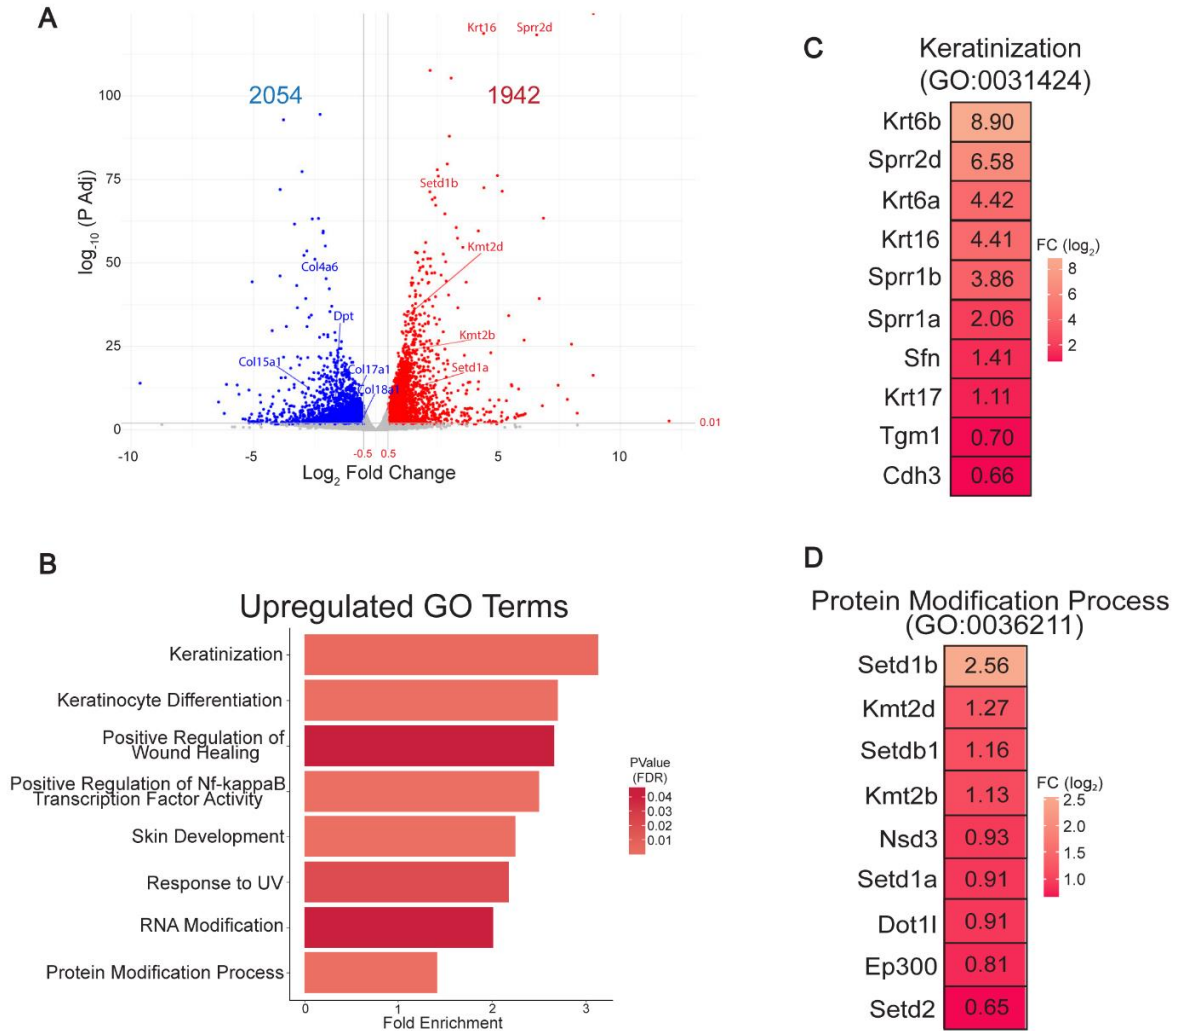 A
Krt16
Sprr2d
2054
1942
100
75
50
25
0
log-10 (P Adj)
Setd1b
Kmt2d
Col4a6
Dpt
Kmt2b
Col15a1
Col17a1
Setd1a
Col18a1
0.01
-10
-5
-0.5
0.5
5
10
Log2 Fold Change
B
Upregulated GO Terms
Keratinization
Keratinocyte Differentiation
Positive Regulation of
Wound Healing
Positive Regulation of Nf-kappaB
Transcription Factor Activity
Skin Development
Response to UV
RNA Modification
Protein Modification Process
0
1
2
3
Fold Enrichment
PValue
(FDR)
0.04
0.03
0.02
0.01
C
Keratinization
(GO:0031424)
Krt6b 8.90
Sprr2d 6.58
Krt6a 4.42
Krt16 4.41
Sprr1b 3.86
Sprr1a 2.06
Sfn 1.41
Krt17 1.11
Tgm1 0.70
Cdh3 0.66
FC (log2)
8
6
4
2
D
Protein Modification Process
(GO:0036211)
Setd1b 2.56
Kmt2d 1.27
Setdb1 1.16
Kmt2b 1.13
Nsd3 0.93
Setd1a 0.91
Dot1l 0.91
Ep300 0.81
Setd2 0.65
FC (log₂)
2.5
2.0
1.5
1.0